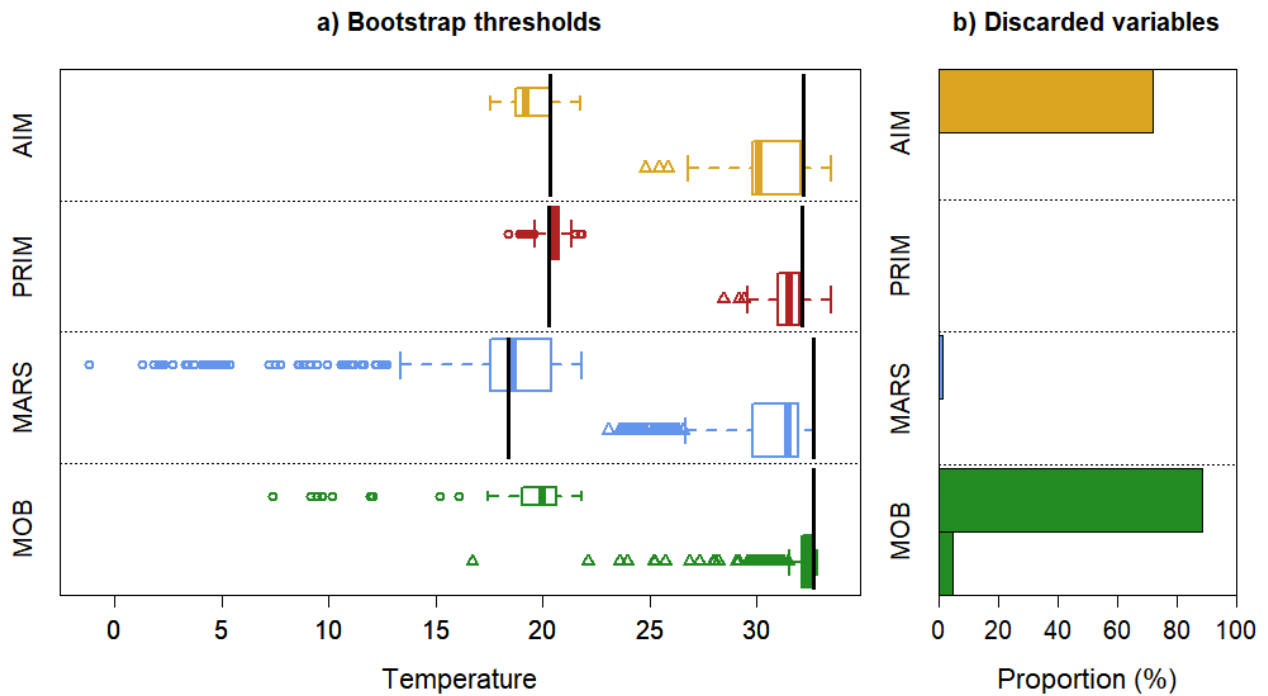 a) Bootstrap thresholds
b) Discarded variables
AIM
PRIM
MARS
MOB
AIM
PRIM
MARS
MOB
0 5 10 15 20 25 30
0 20 40 60 80 100
Temperature
Proportion (%)